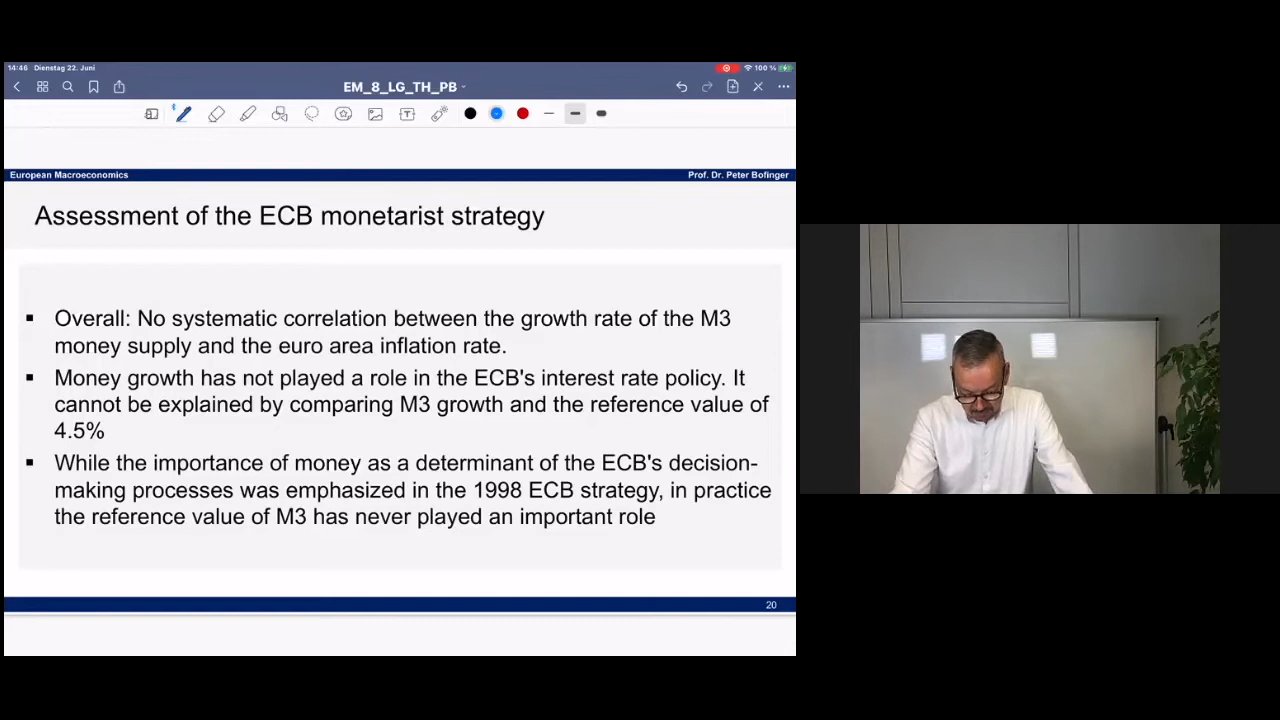 14:46 Dienstag 22. Juni
100 %
EM_8_LG_TH_PB
T
European Macroeconomics
Prof. Dr. Peter Bofinger
Assessment of the ECB monetarist strategy
▪ Overall: No systematic correlation between the growth rate of the M3
money supply and the euro area inflation rate.
▪ Money growth has not played a role in the ECB's interest rate policy. It
cannot be explained by comparing M3 growth and the reference value of
4.5%
▪ While the importance of money as a determinant of the ECB's decision-
making processes was emphasized in the 1998 ECB strategy, in practice
the reference value of M3 has never played an important role
20